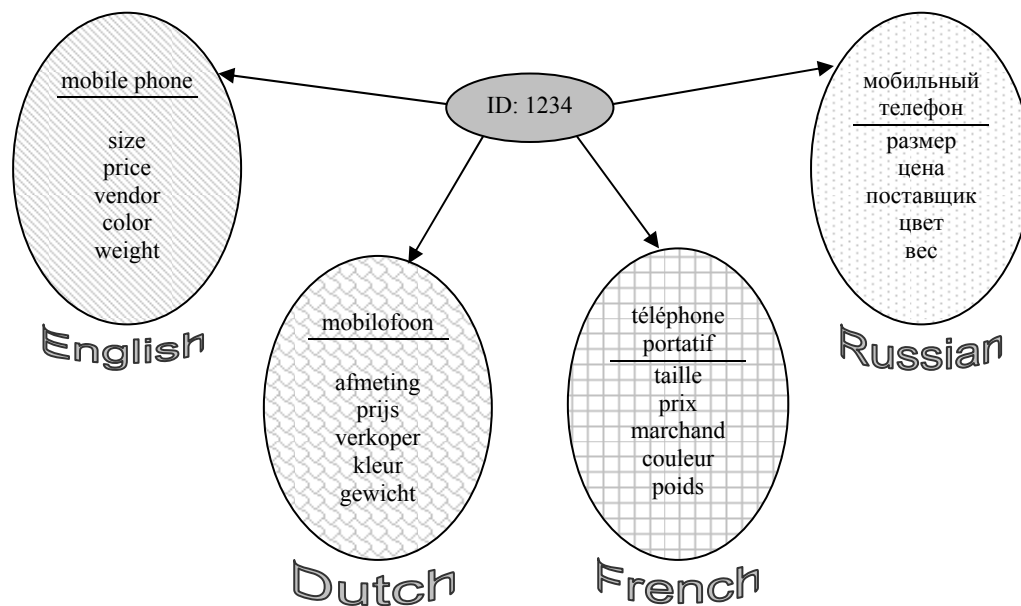 mobile phone
size
price
vendor
color
weight
English
ID: 1234
мобильный
телефон
размер
цена
поставщик
цвет
вес
Russian
mobilofoon
afmeting
prijs
verkoper
kleur
gewicht
Dutch
téléphone
portatif
taille
prix
marchand
couleur
poids
French